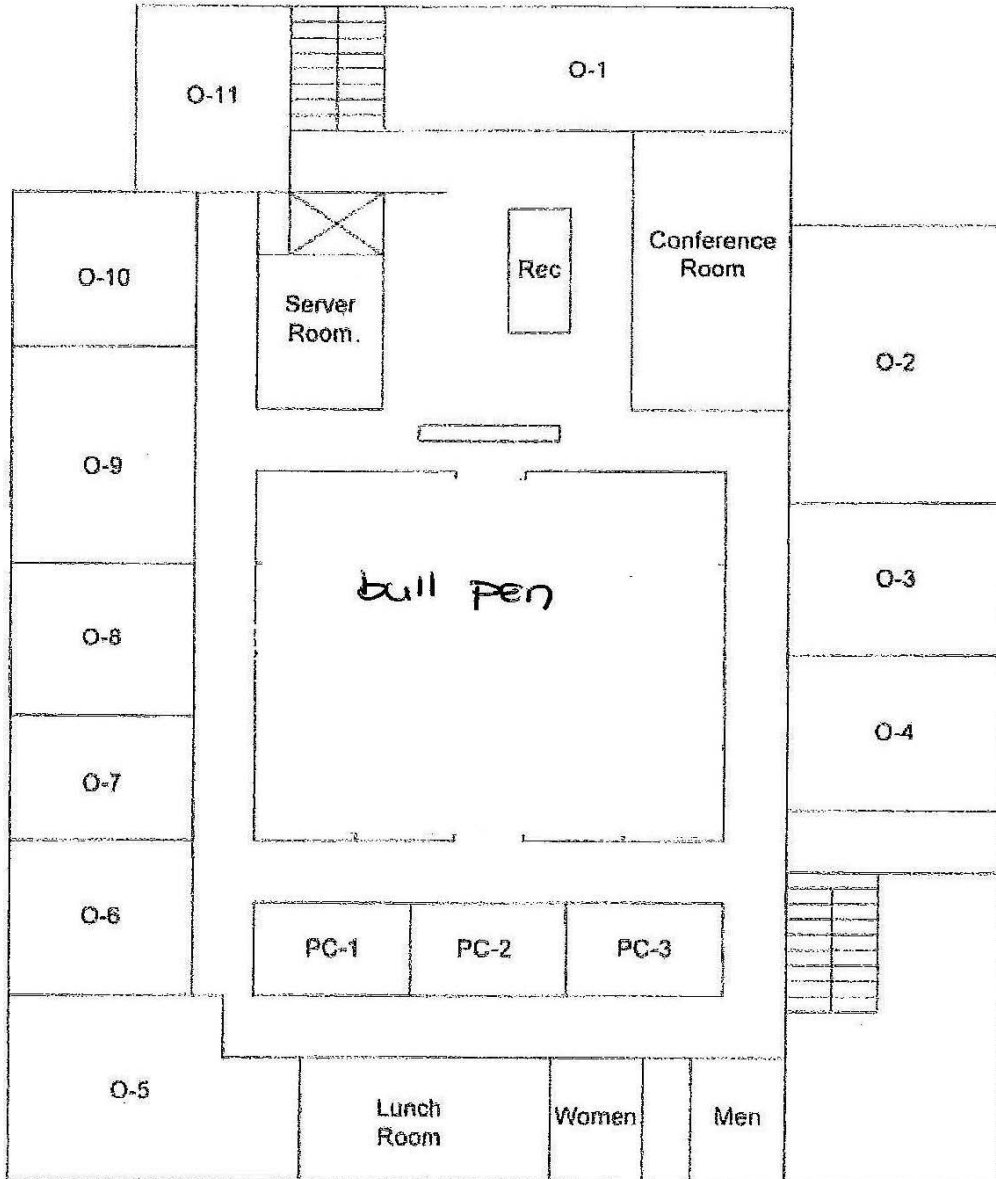 O-11
O-1
Conference
Room
Rec
O-10
Server
Room.
O-2
O-9
bull pen
O-3
O-8
O-4
O-7
O-6
PC-1
PC-2
PC-3
O-5
Lunch
Room
Women
Men